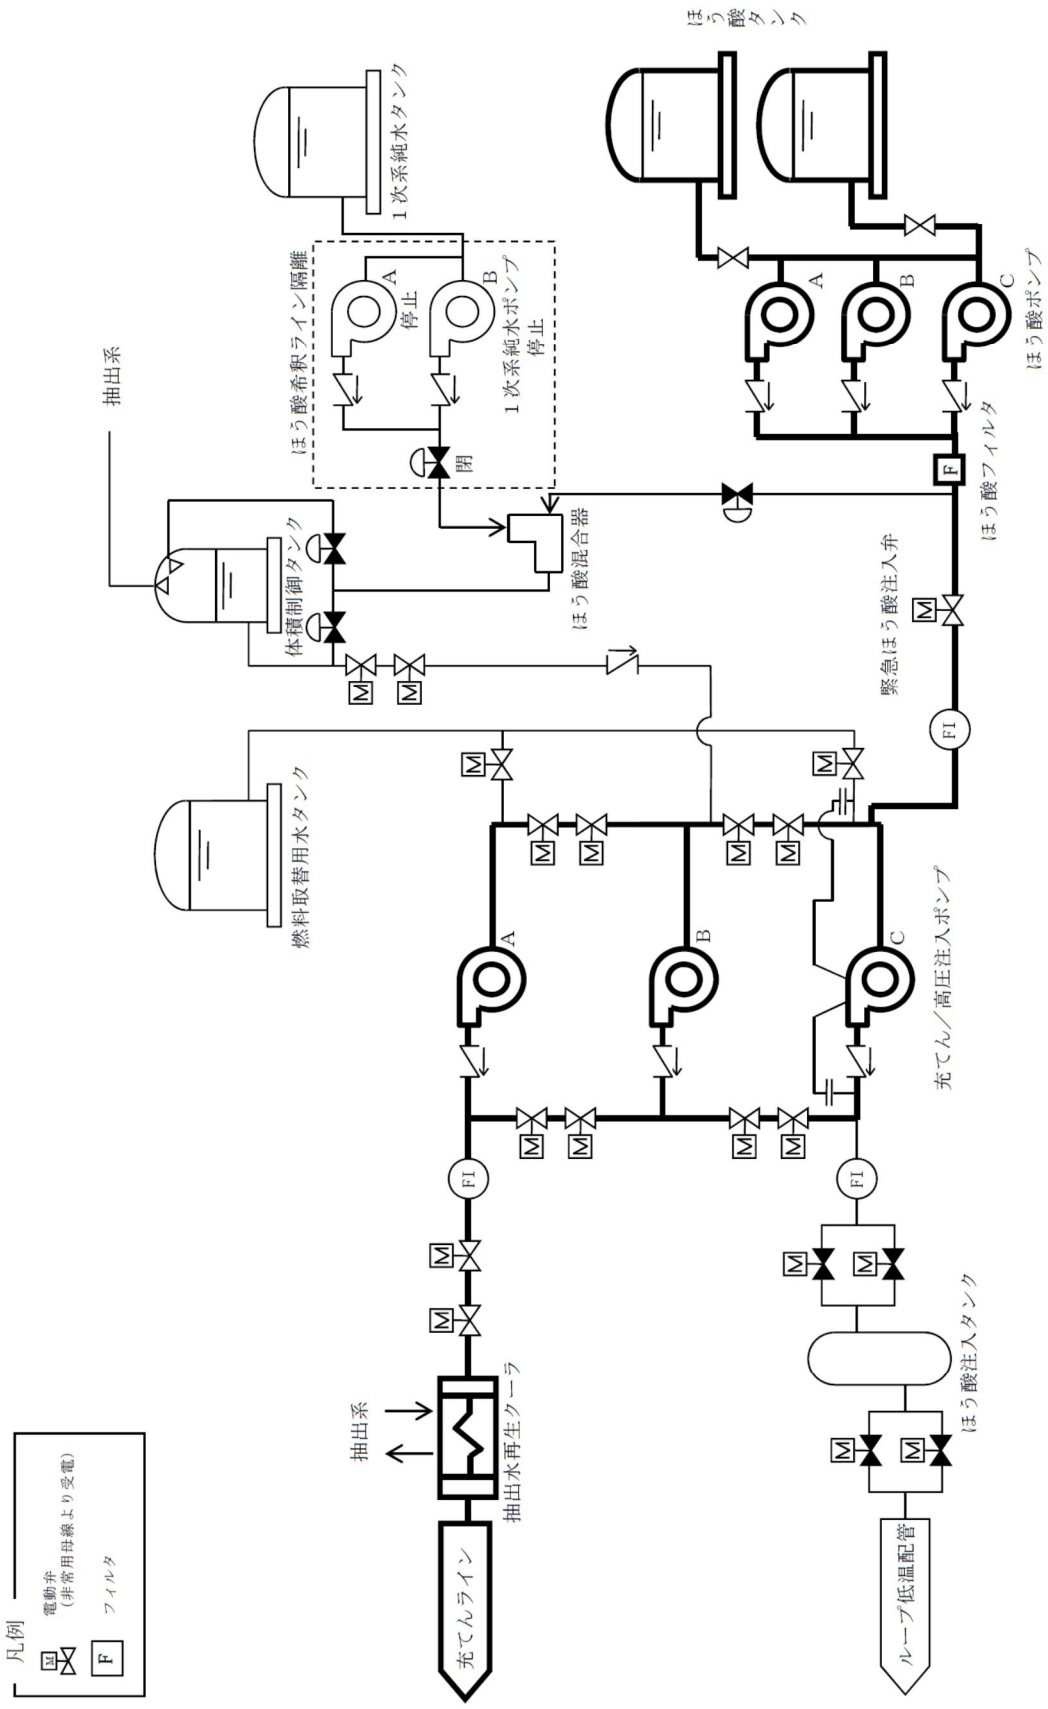 凡例
M
電動弁
(非常用母線より受電)
F
フィルタ
抽出系
体積制御タンク
ほう酸希釈ライン隔離
A
停止
B
1次系純水ポンプ
停止
閉
1次系純水タンク
ほう酸タンク
A
B
C
ほう酸ポンプ
F
ほう酸フィルタ
ほう酸混合器
緊急ほう酸注入弁
M
FI
M
M
燃料取替用水タンク
M
M
M
M
M
M
M
A
B
C
充てん/高圧注入ポンプ
M
M
M
M
FI
M
M
抽出系
抽出水再生クーラ
充てんライン
FI
M
M
ほう酸注入タンク
M
M
ループ低温配管